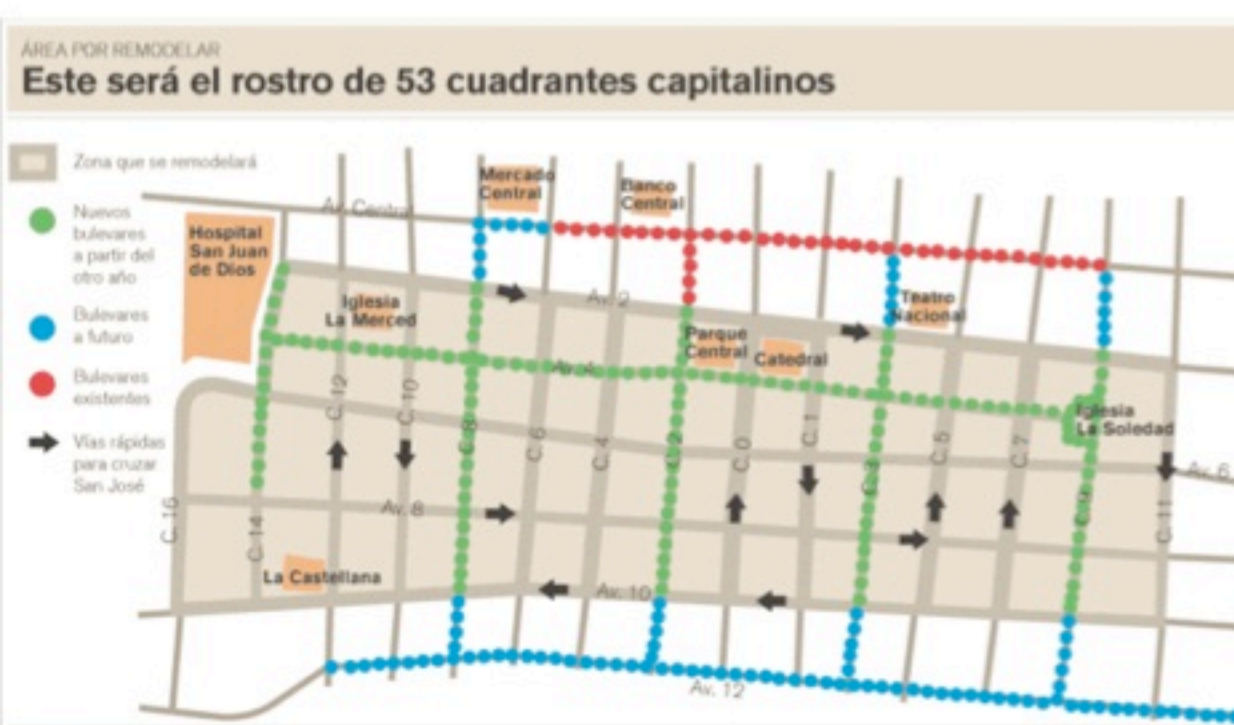 ÁREA POR REMODELAR
Este será el rostro de 53 cuadrantes capitalinos
Zona que se remodelará
Nuevos
bulevares
a partir del
otro año
Bulevares
a futuro
Bulevares
existentes
Vías rápidas
para cruzar
San José
Mercado
Central
Banco
Central
Av. Central
Hospital
San Juan
de Dios
Iglesia
La Merced
Av. 2
Teatro
Nacional
Parque
Central
Catedral
Av. 4
Iglesia
La Soledad
C. 12
C. 10
C. 8
C. 6
C. 4
C. 2
C. 0
C. 1
C. 3
C. 5
C. 7
C. 9
C. 11
Av. 6
C. 16
C. 14
Av. 8
La Castellana
Av. 10
Av. 12